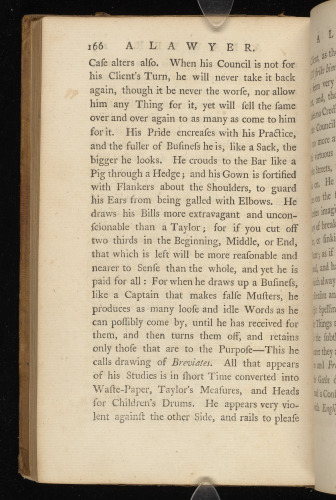 166 A LAWYER.
Caſe alters alſo. When his Council is not for
his Client's Turn, he will never take it back
again, though it be never the worſe, nor allow
him any Thing for it, yet will ſell the ſame
over and over again to as many as come to him
for it. His Pride encreaſes with his Practice,
and the fuller of Buſineſs he is, like a Sack, the
bigger he looks. He crouds to the Bar like a
Pig through a Hedge; and his Gown is fortified
with Flankers about the Shoulders, to guard
his Ears from being galled with Elbows. He
draws his Bills more extravagant and uncon-
ſcionable than a Taylor; for if you cut off
two thirds in the Beginning, Middle, or End,
that which is left will be more reaſonable and
nearer to Senſe than the whole, and yet he is
paid for all: For when he draws up a Buſineſs,
like a Captain that makes falſe Muſters, he
produces as many looſe and idle Words as he
can poſſibly come by, until he has received for
them, and then turns them off, and retains
only thoſe that are to the Purpoſe—This he
calls drawing of Breviates. All that appears
of his Studies is in ſhort Time converted into
Waſte-Paper, Taylor's Meaſures, and Heads
for Children's Drums. He appears very vio-
lent againſt the other Side, and rails to pleaſe